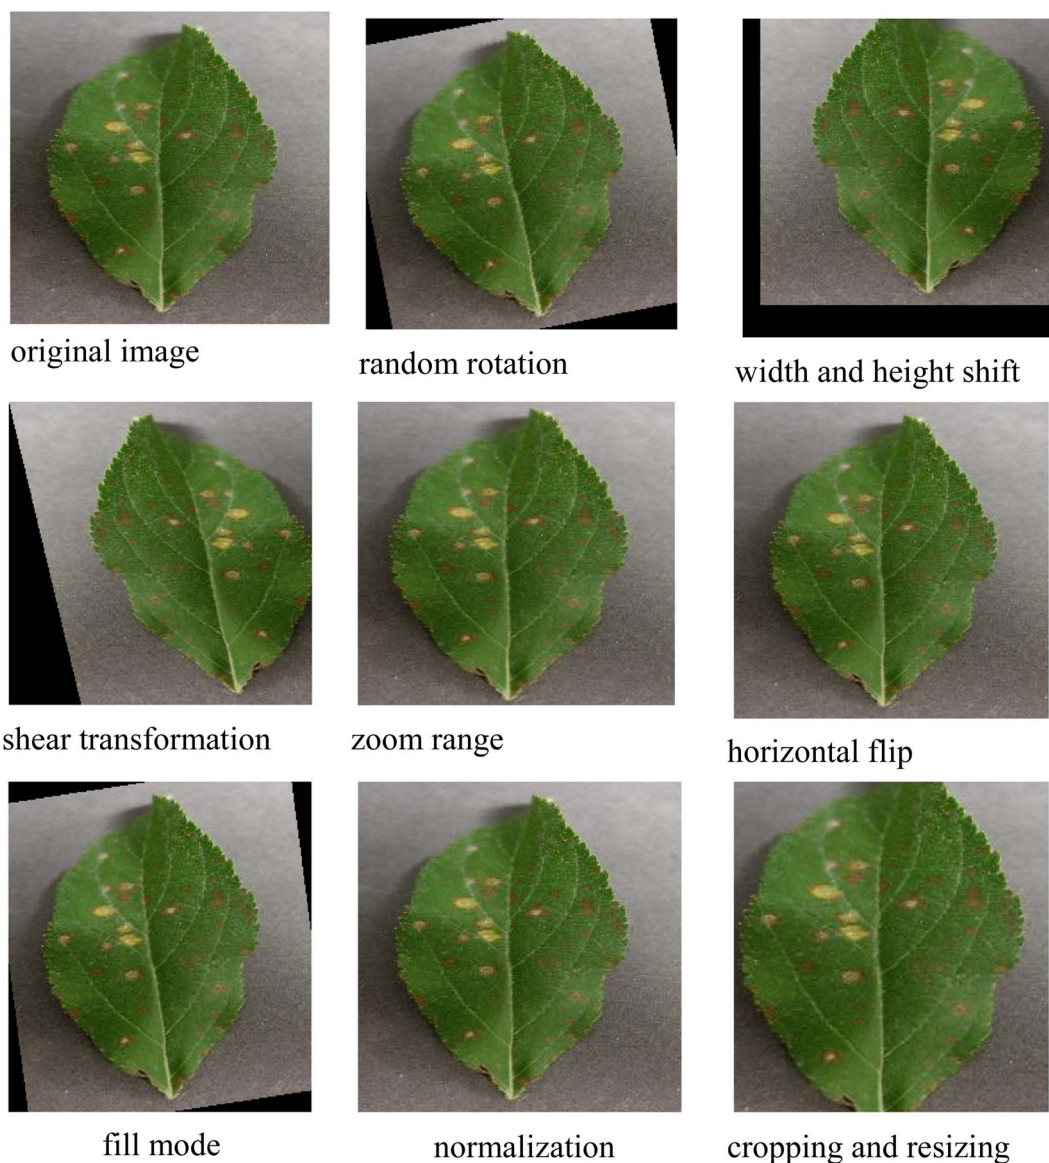 original image
random rotation
width and height shift
shear transformation
zoom range
horizontal flip
fill mode
normalization
cropping and resizing